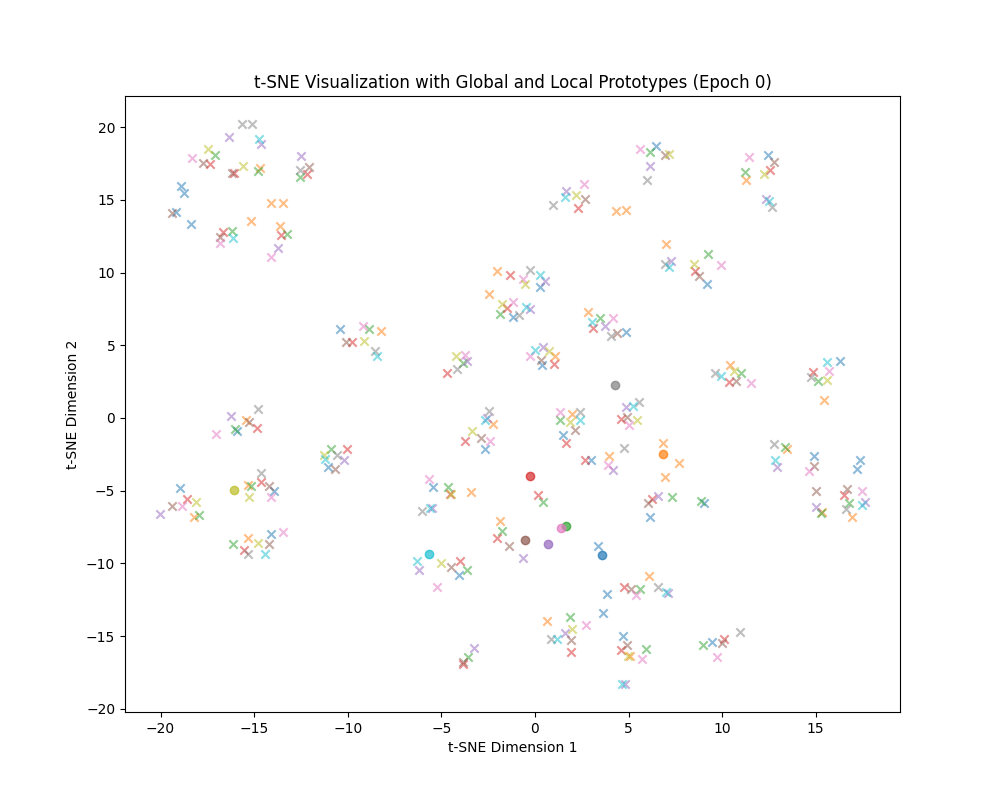 t-SNE Visualization with Global and Local Prototypes (Epoch 0)
20
15
10
5
0
−5
−10
−15
−20
t-SNE Dimension 2
−20 −15 −10 −5 0 5 10 15
t-SNE Dimension 1